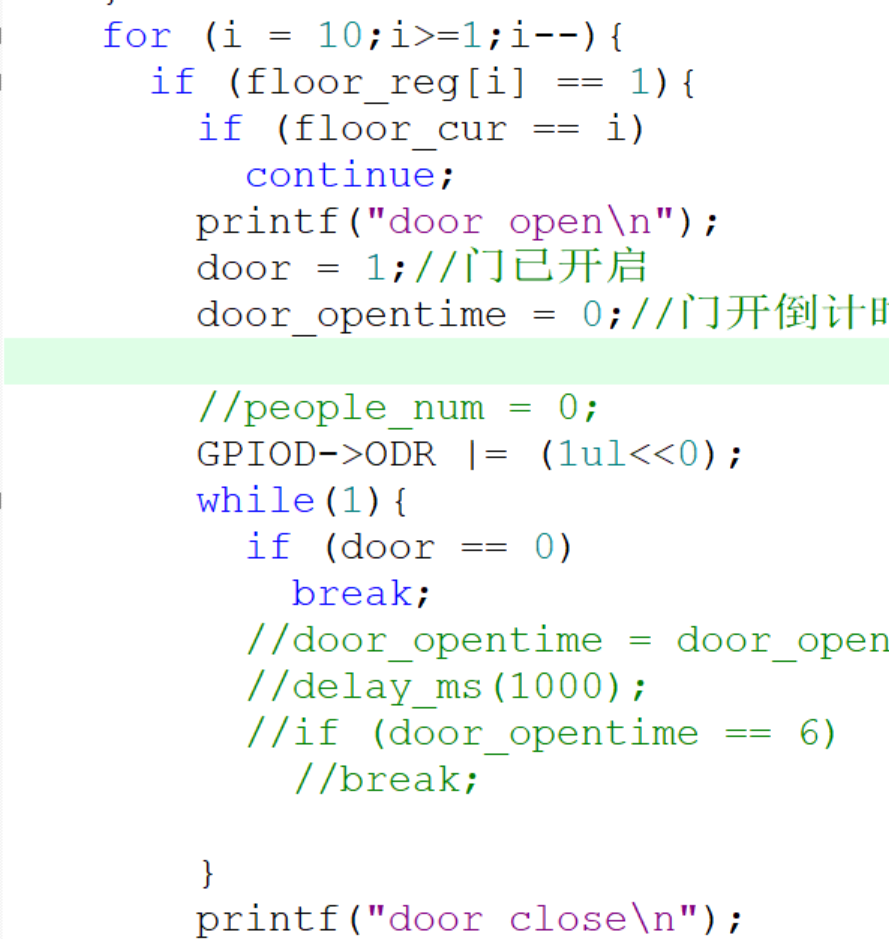 for (i = 10;i>=1;i--){
if (floor_reg[i] == 1){
if (floor_cur == i)
continue;
printf("door open\n");
door = 1;//门已开启
door_opentime = 0;//门开倒计
//people_num = 0;
GPIOD->ODR |= (1ul<<0);
while(1){
if (door == 0)
break;
//door_opentime = door_open
//delay_ms(1000);
//if (door_opentime == 6)
//break;
}
printf("door close\n");